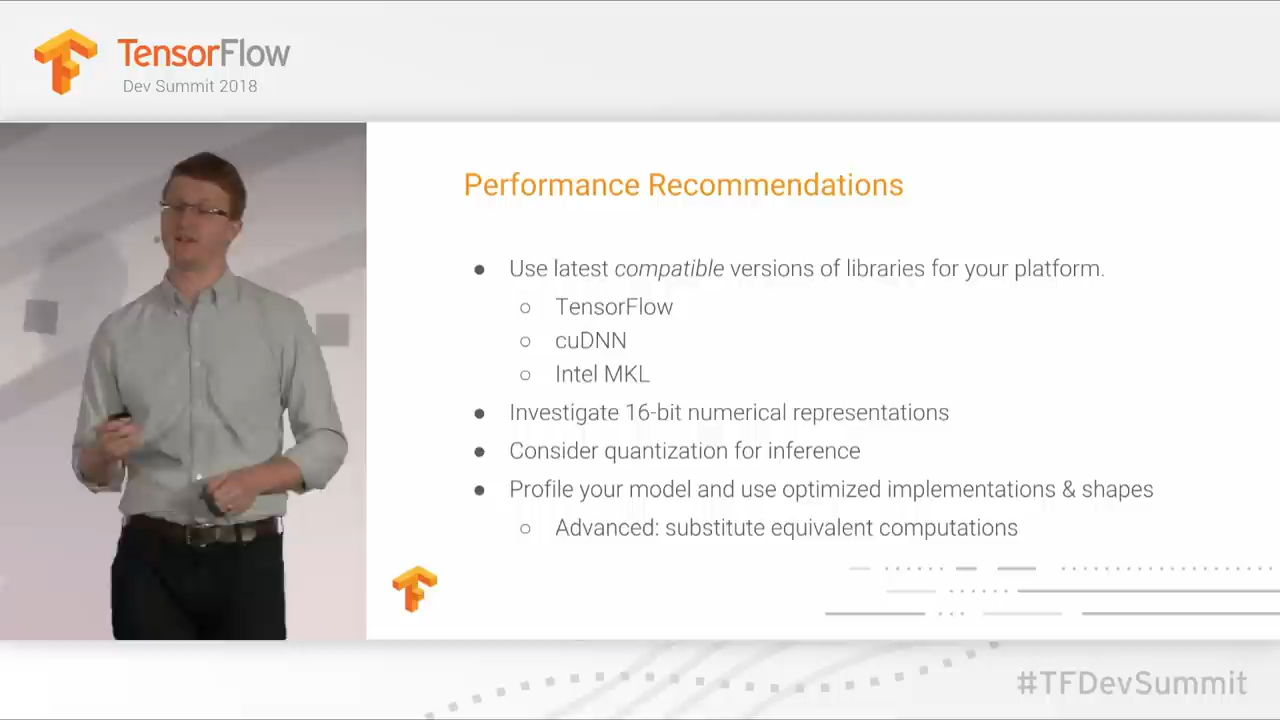 TensorFlow
Dev Summit 2018
Performance Recommendations
● Use latest compatible versions of libraries for your platform.
○ TensorFlow
○ cuDNN
○ Intel MKL
● Investigate 16-bit numerical representations
● Consider quantization for inference
● Profile your model and use optimized implementations & shapes
○ Advanced: substitute equivalent computations
#TFDevSummit